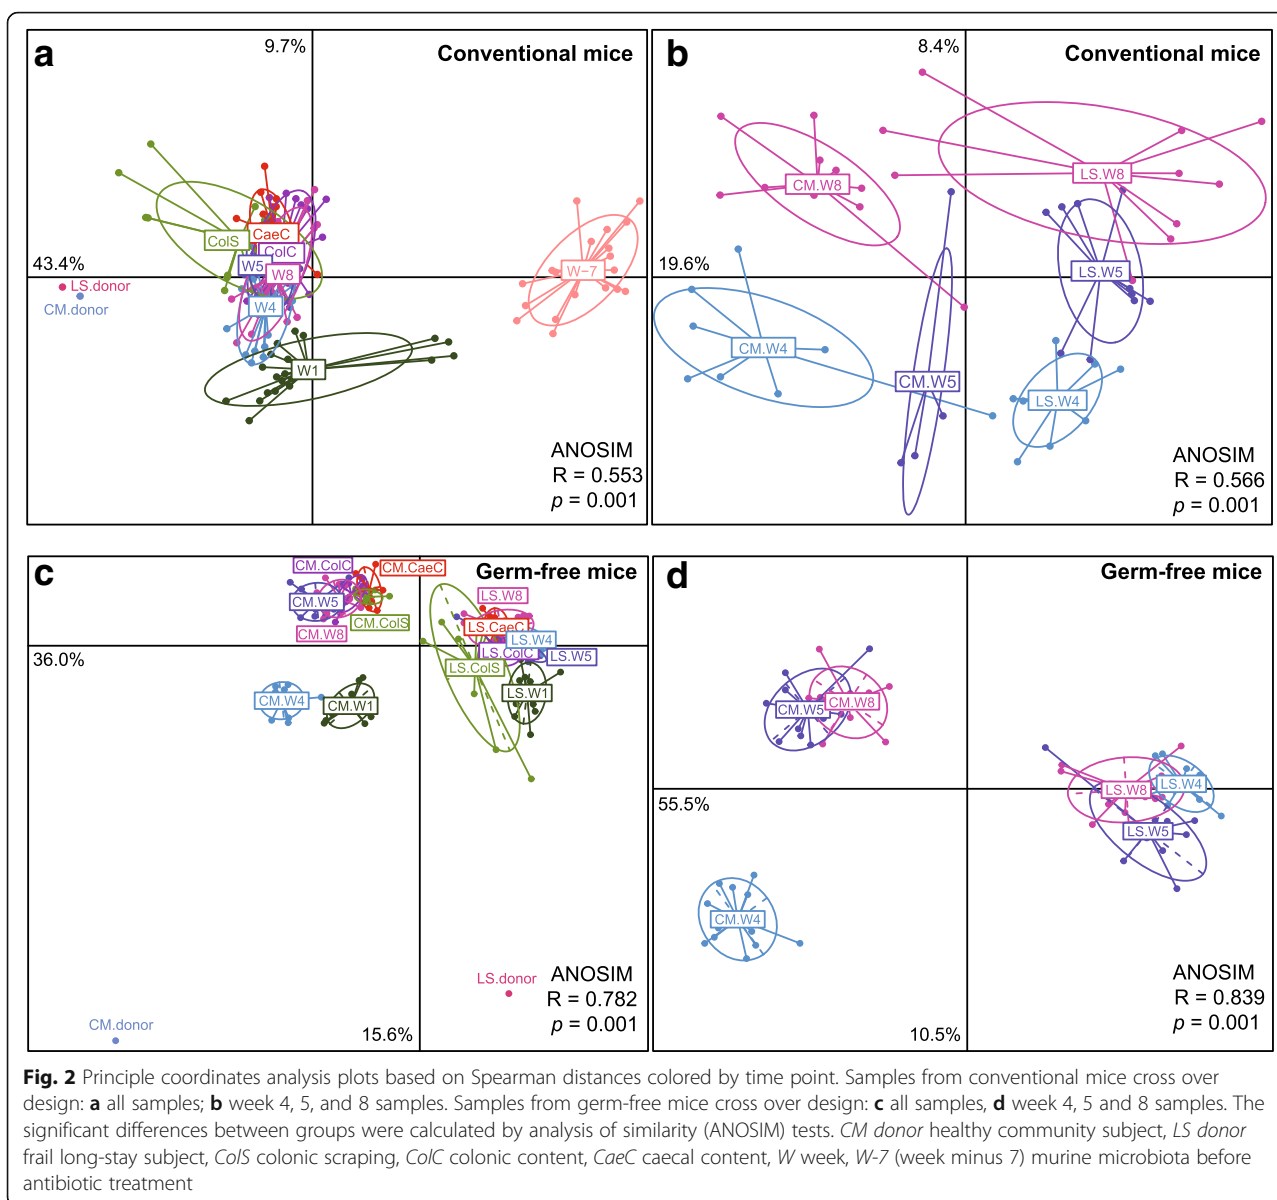 a
9.7%
Conventional mice
43.4%
ColS
CaeC
ColC
W5
W8
W4
W-7
W1
LS.donor
CM.donor
ANOSIM
R = 0.553
p = 0.001
b
8.4%
Conventional mice
19.6%
CM.W8
LS.W8
LS.W5
CM.W4
CM.W5
LS.W4
ANOSIM
R = 0.566
p = 0.001
c
Germ-free mice
CM.ColC
CM.CaeC
CM.W5
CM.ColS
CM.W8
LS.W8
LS.CaeC
LS.W4
LS.ColC
LS.W5
LS.ColS
LS.W1
36.0%
CM.W4
CM.W1
LS.donor
CM.donor
15.6%
ANOSIM
R = 0.782
p = 0.001
d
Germ-free mice
CM.W5
CM.W8
55.5%
LS.W8
LS.W4
LS.W5
CM.W4
10.5%
ANOSIM
R = 0.839
p = 0.001
Fig. 2 Principle coordinates analysis plots based on Spearman distances colored by time point. Samples from conventional mice cross over
design: a all samples; b week 4, 5, and 8 samples. Samples from germ-free mice cross over design: c all samples, d week 4, 5 and 8 samples. The
significant differences between groups were calculated by analysis of similarity (ANOSIM) tests. CM donor healthy community subject, LS donor
frail long-stay subject, ColS colonic scraping, ColC colonic content, CaeC caecal content, W week, W-7 (week minus 7) murine microbiota before
antibiotic treatment